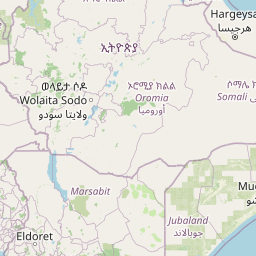 Hargeysa
هرجيسا
ኢትዮጵያ
ወላይታ ሶዶ
Wolaita Sodo
ولايتا سودو
ኦሮሚያ ክልል
Oromia
أوروميا
ሶማሌ ክልል
Somali
Marsabit
Jubaland
جوبالاند
Eldoret